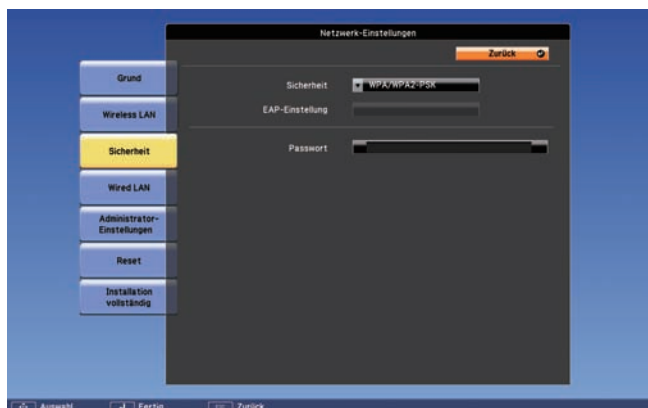 Netzwerk-Einstellungen
Zurück
Grund
Wireless LAN
Sicherheit
Wired LAN
Administrator-
Einstellungen
Reset
Installation
vollständig
Sicherheit WPA/WPA2-PSK
EAP-Einstellung
Passwort
Auswahl Fertig Zurück